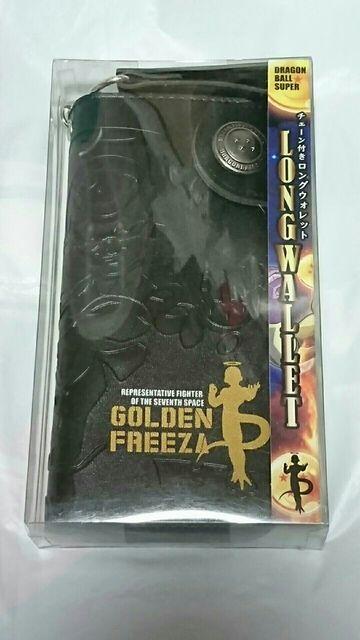 DRAGON
BALL
SUPER
チェーン付きロングウォレット
LONG WALLET
REPRESENTATIVE FIGHTER
OF THE SEVENTH SPACE
GOLDEN
FREEZA